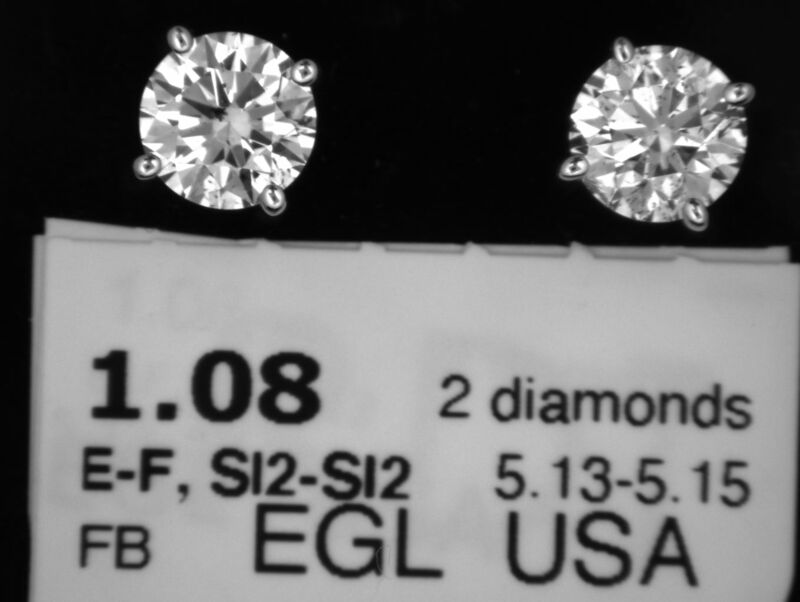 1.08 2 diamonds
E-F, SI2-SI2 5.13-5.15
FB EGL USA